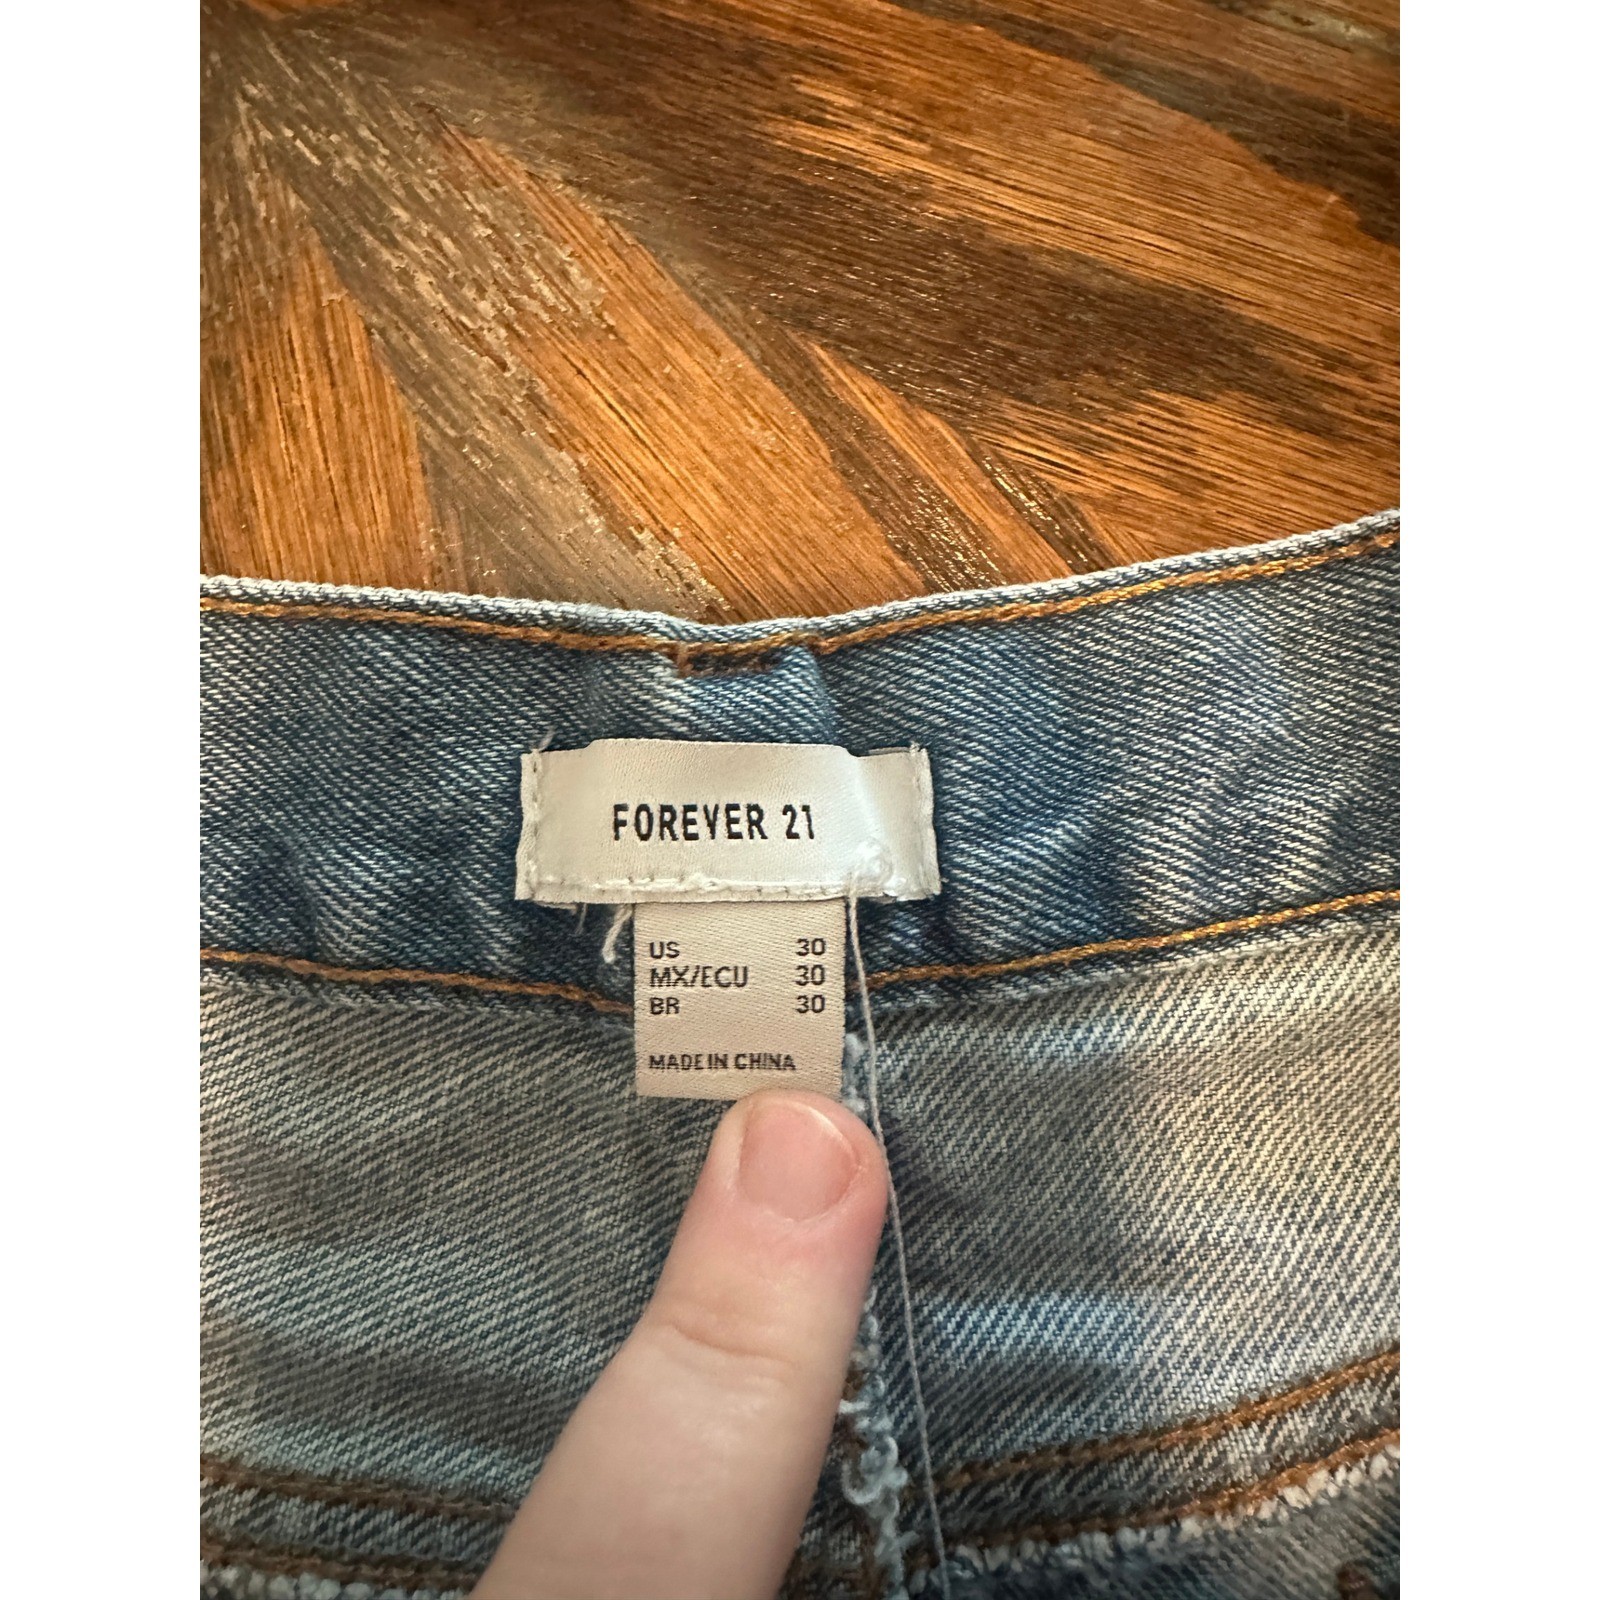 FOREVER 21
US 30
MX/ECU 30
BR 30
MADE IN CHINA